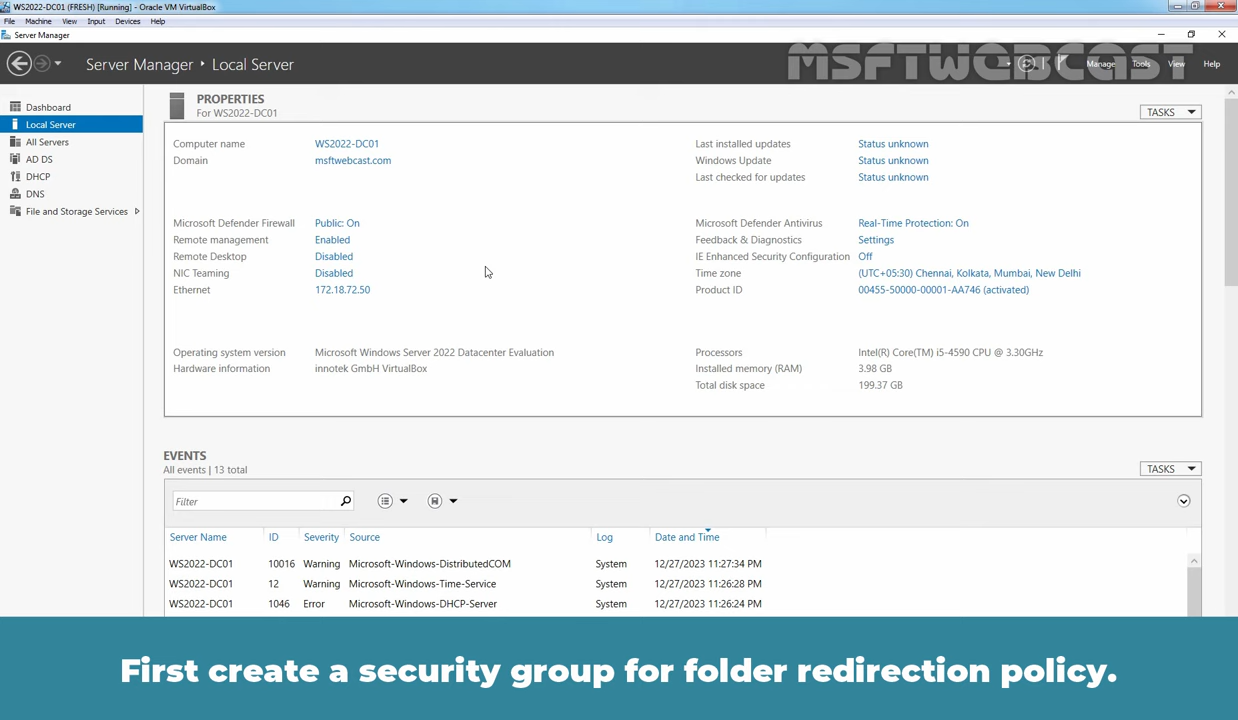 WS2022-DC01 (FRESH) [Running] - Oracle VM VirtualBox
File Machine View Input Devices Help
Server Manager
Server Manager ‣ Local Server
MSFTWEBCAST
Manage Tools View Help
Dashboard
Local Server
All Servers
AD DS
DHCP
DNS
File and Storage Services
PROPERTIES
For WS2022-DC01
TASKS
Computer name WS2022-DC01
Domain msftwebcast.com
Last installed updates Status unknown
Windows Update Status unknown
Last checked for updates Status unknown
Microsoft Defender Firewall Public: On
Remote management Enabled
Remote Desktop Disabled
NIC Teaming Disabled
Ethernet 172.18.72.50
Microsoft Defender Antivirus Real-Time Protection: On
Feedback & Diagnostics Settings
IE Enhanced Security Configuration Off
Time zone (UTC+05:30) Chennai, Kolkata, Mumbai, New Delhi
Product ID 00455-50000-00001-AA746 (activated)
Operating system version Microsoft Windows Server 2022 Datacenter Evaluation
Hardware information innotek GmbH VirtualBox
Processors Intel(R) Core(TM) i5-4590 CPU @ 3.30GHz
Installed memory (RAM) 3.98 GB
Total disk space 199.37 GB
EVENTS
All events | 13 total
TASKS
Filter
Server Name ID Severity Source Log Date and Time
WS2022-DC01 10016 Warning Microsoft-Windows-DistributedCOM System 12/27/2023 11:27:34 PM
WS2022-DC01 12 Warning Microsoft-Windows-Time-Service System 12/27/2023 11:26:28 PM
WS2022-DC01 1046 Error Microsoft-Windows-DHCP-Server System 12/27/2023 11:26:24 PM
First create a security group for folder redirection policy.